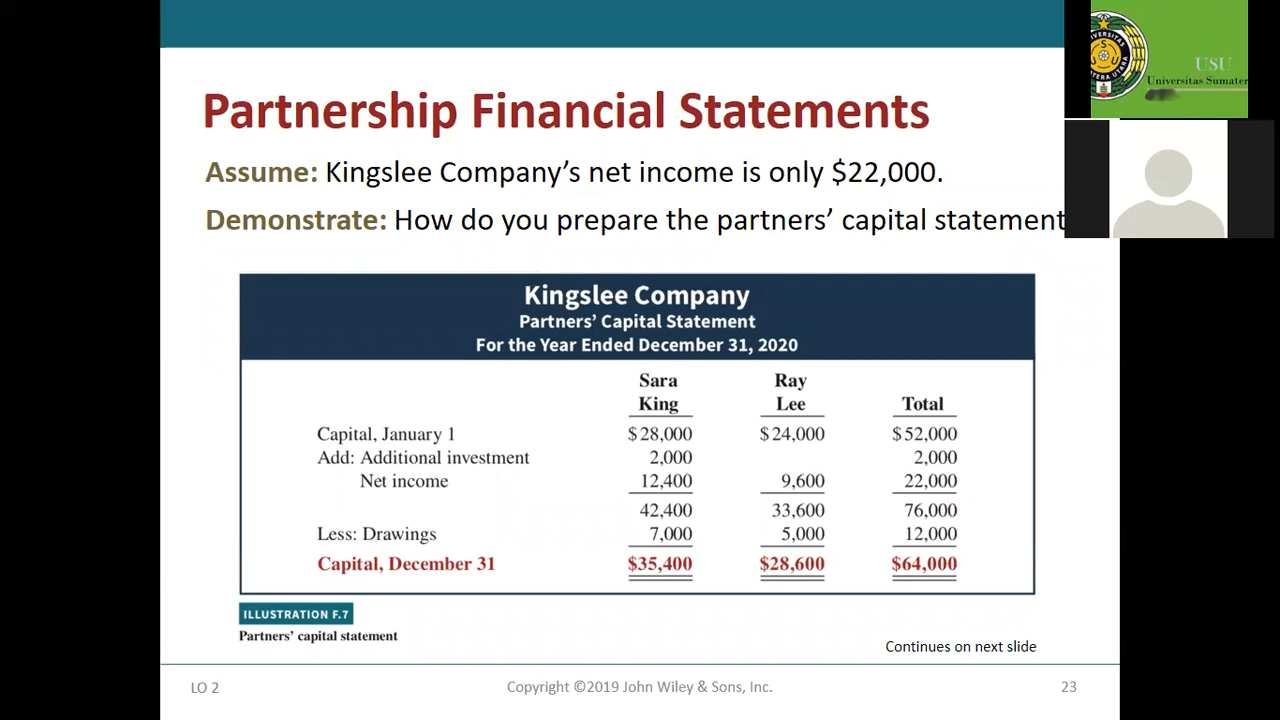 Partnership Financial Statements
Assume: Kingslee Company's net income is only $22,000.
Demonstrate: How do you prepare the partners' capital statement
Kingslee Company
Partners' Capital Statement
For the Year Ended December 31, 2020
Sara Ray
King Lee Total
Capital, January 1 $28,000 $24,000 $52,000
Add: Additional investment 2,000 2,000
Net income 12,400 9,600 22,000
42,400 33,600 76,000
Less: Drawings 7,000 5,000 12,000
Capital, December 31 $35,400 $28,600 $64,000
ILLUSTRATION F.7
Partners' capital statement
Continues on next slide
LO 2
Copyright ©2019 John Wiley & Sons, Inc.
23
USU
Universitas Sumater